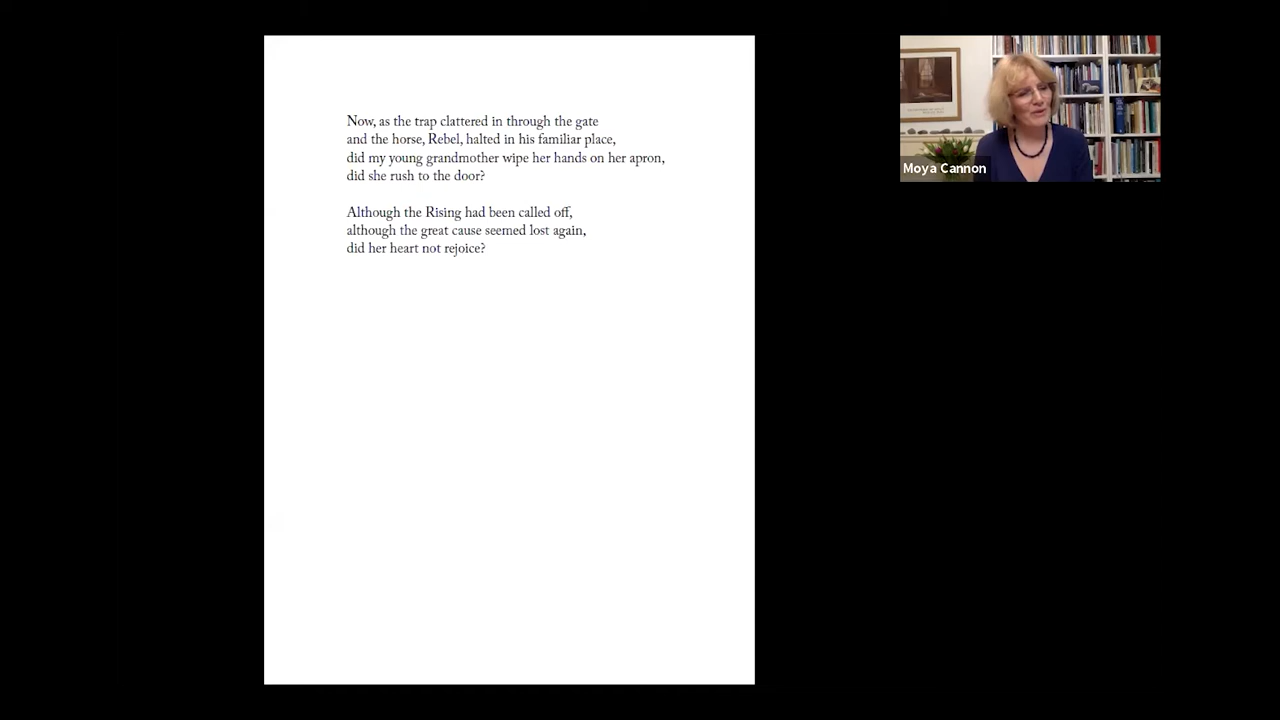 Now, as the trap clattered in through the gate
and the horse, Rebel, halted in his familiar place,
did my young grandmother wipe her hands on her apron,
did she rush to the door?
Although the Rising had been called off,
although the great cause seemed lost again,
did her heart not rejoice?
Moya Cannon